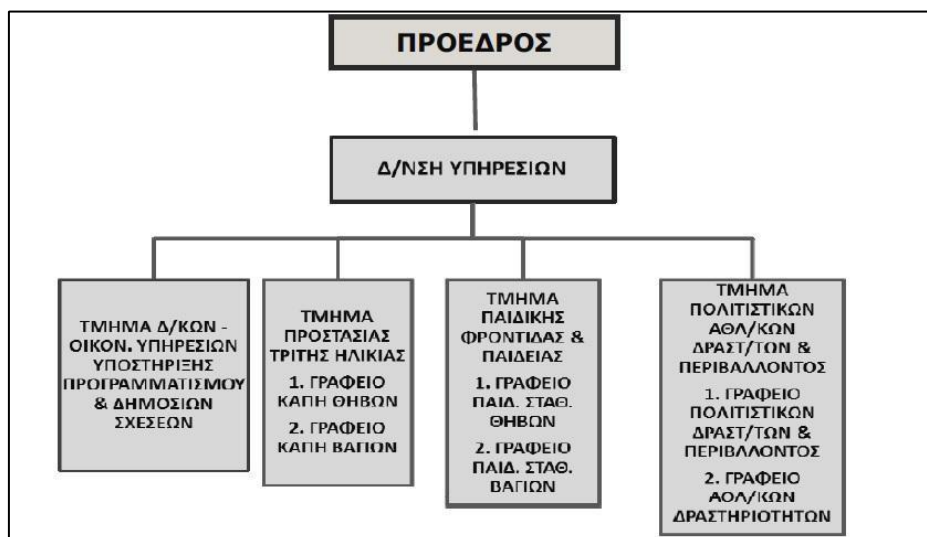 ΠΡΟΕΔΡΟΣ
Δ/ΝΣΗ ΥΠΗΡΕΣΙΩΝ
ΤΜΗΜΑ Δ/ΚΩΝ -
ΟΙΚΟΝ. ΥΠΗΡΕΣΙΩΝ
ΥΠΟΣΤΗΡΙΞΗΣ
ΠΡΟΓΡΑΜΜΑΤΙΣΜΟΥ
& ΔΗΜΟΣΙΩΝ
ΣΧΕΣΕΩΝ
ΤΜΗΜΑ
ΠΡΟΣΤΑΣΙΑΣ
ΤΡΙΤΗΣ ΗΛΙΚΙΑΣ
1. ΓΡΑΦΕΙΟ
ΚΑΠΗ ΘΗΒΩΝ
2. ΓΡΑΦΕΙΟ
ΚΑΠΗ ΒΑΓΙΩΝ
ΤΜΗΜΑ
ΠΑΙΔΙΚΗΣ
ΦΡΟΝΤΙΔΑΣ &
ΠΑΙΔΕΙΑΣ
1. ΓΡΑΦΕΙΟ
ΠΑΙΔ. ΣΤΑΘ.
ΘΗΒΩΝ
2. ΓΡΑΦΕΙΟ
ΠΑΙΔ. ΣΤΑΘ.
ΒΑΓΙΩΝ
ΤΜΗΜΑ
ΠΟΛΙΤΙΣΤΙΚΩΝ
ΑΘΛ/ΚΩΝ
ΔΡΑΣΤ/ΤΩΝ &
ΠΕΡΙΒΑΛΛΟΝΤΟΣ
1. ΓΡΑΦΕΙΟ
ΠΟΛΙΤΙΣΤΙΚΩΝ
ΔΡΑΣΤ/ΤΩΝ &
ΠΕΡΙΒΑΛΛΟΝΤΟΣ
2. ΓΡΑΦΕΙΟ
ΑΘΛ/ΚΩΝ
ΔΡΑΣΤΗΡΙΟΤΗΤΩΝ